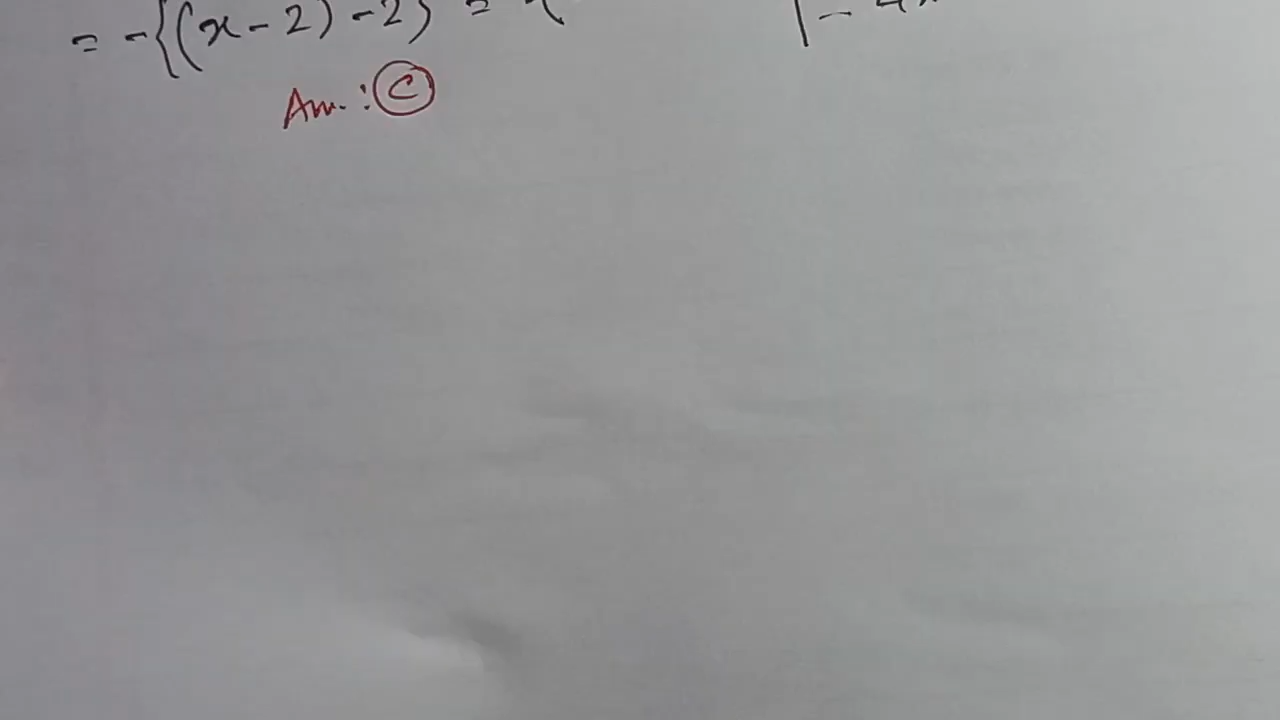 = -{(x - 2) - 2} =
Ans. : C